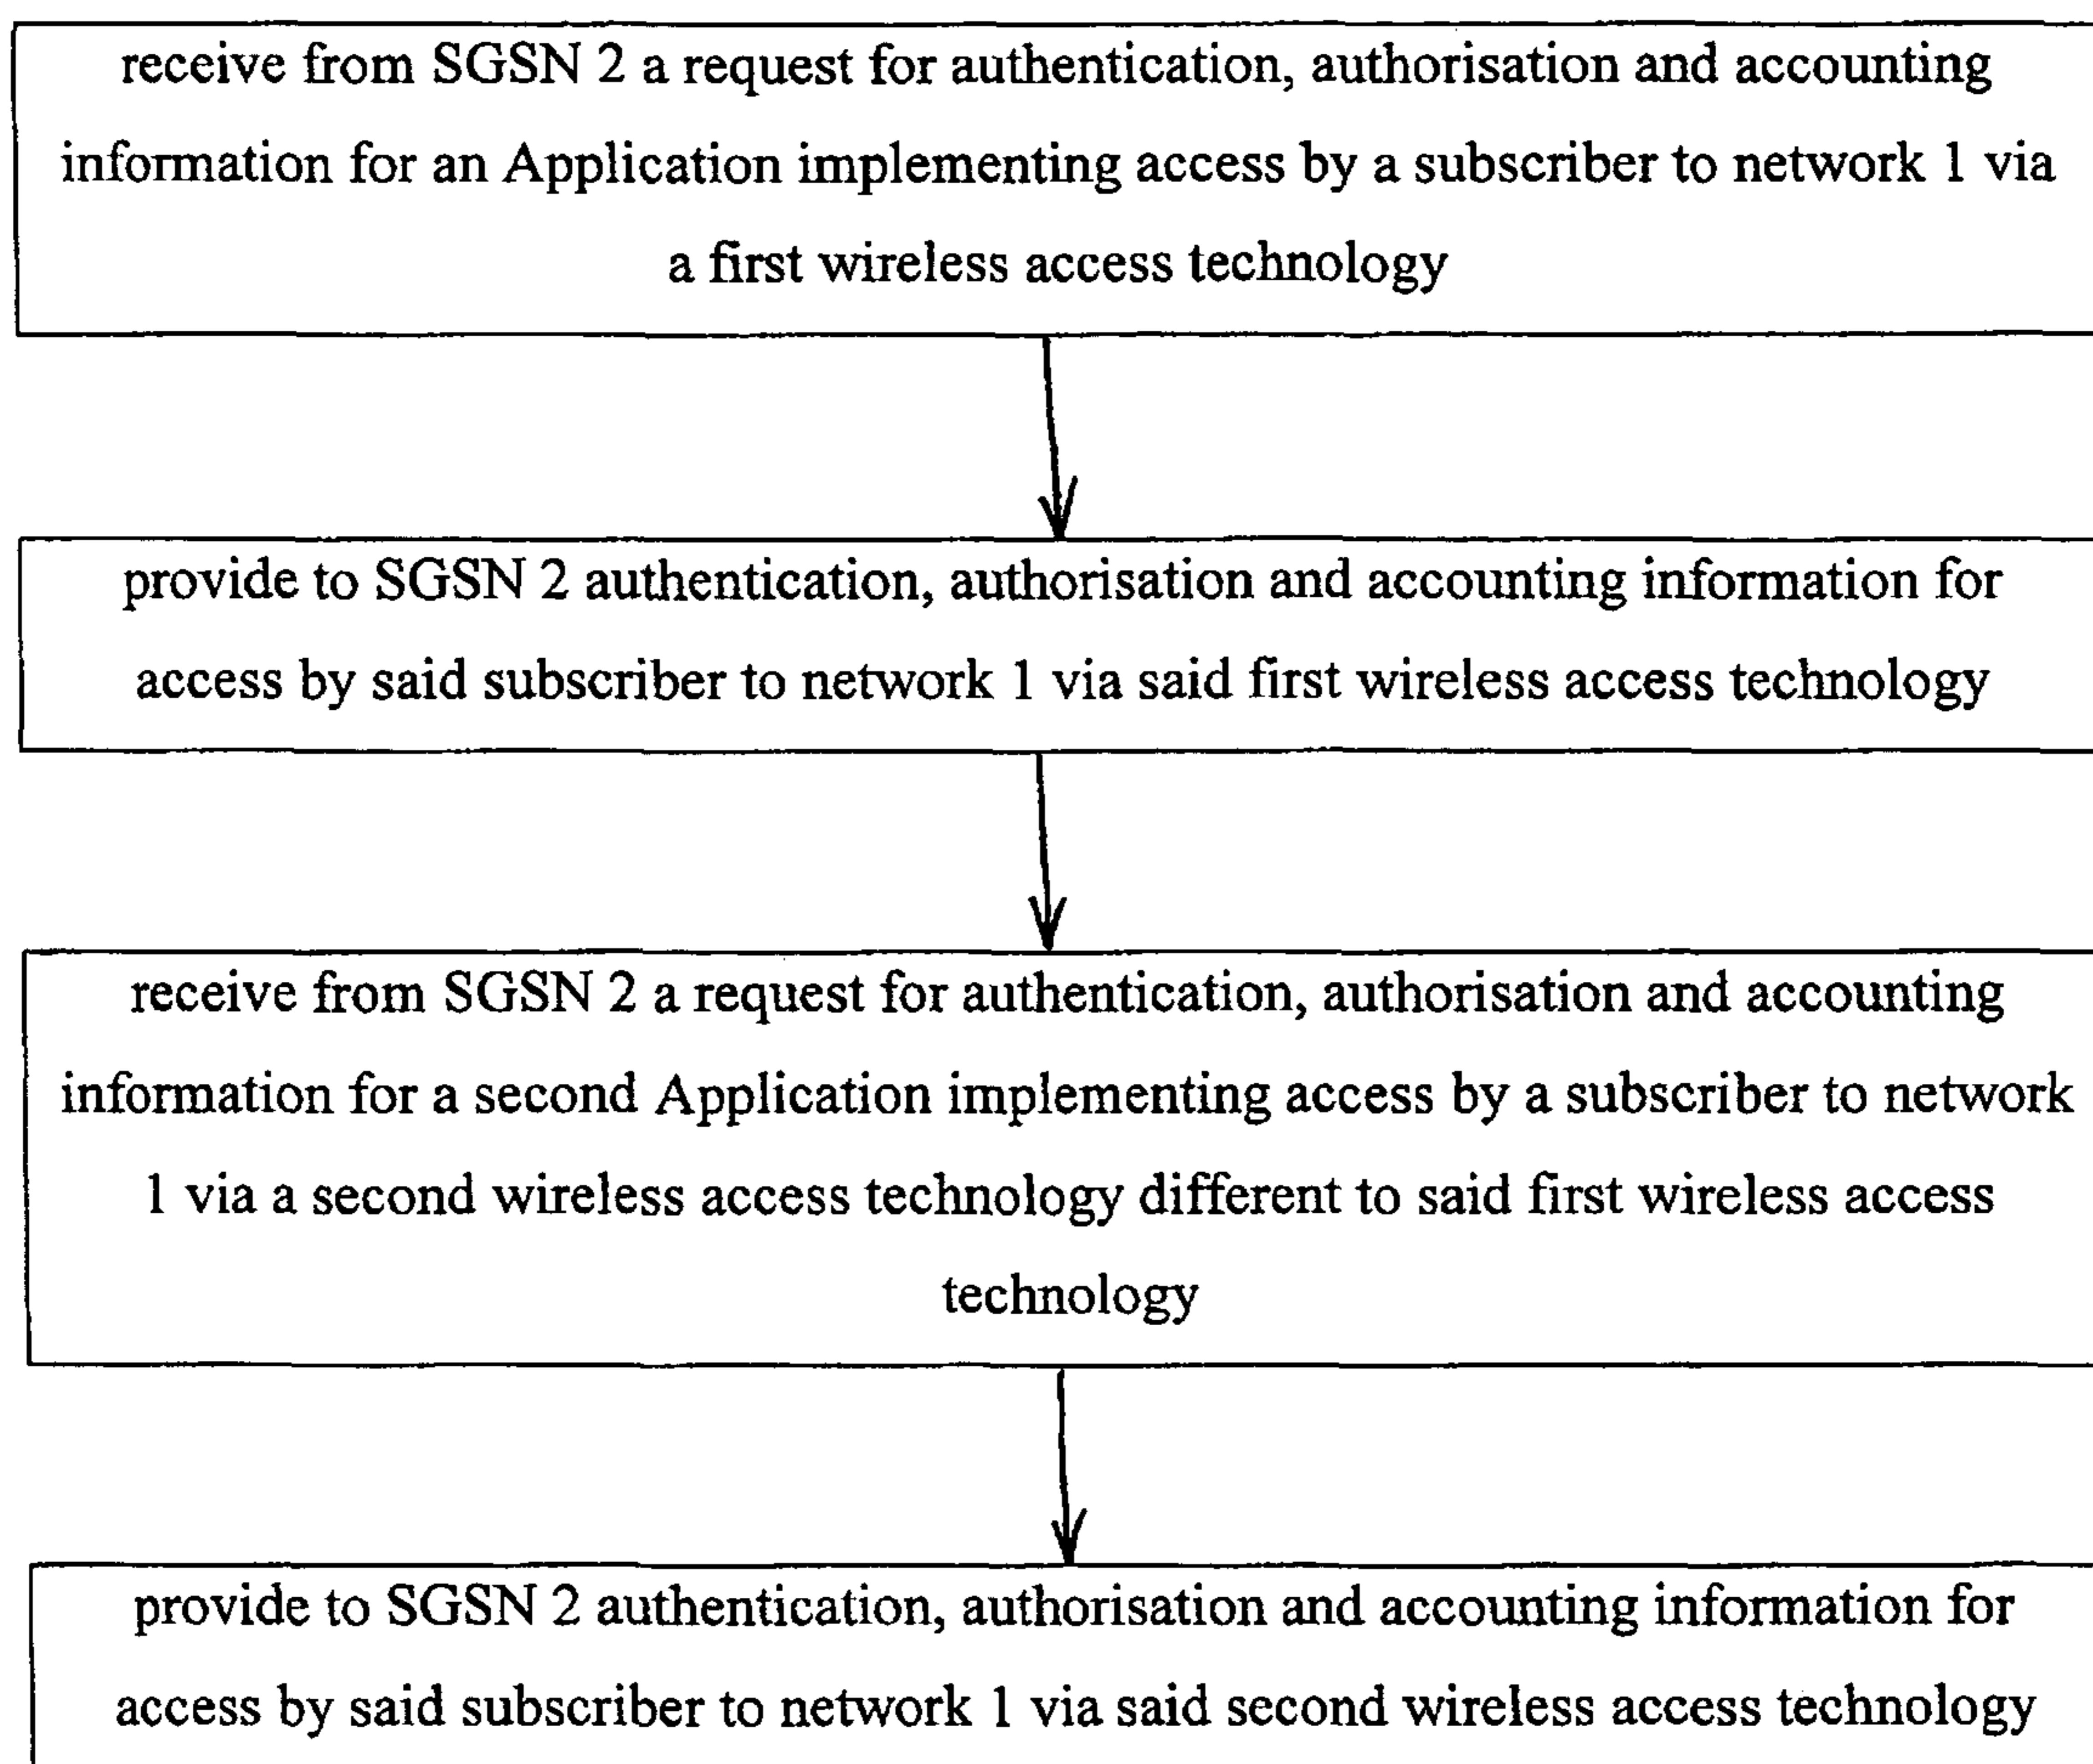 receive from SGSN 2 a request for authentication, authorisation and accounting
information for an Application implementing access by a subscriber to network 1 via
a first wireless access technology
provide to SGSN 2 authentication, authorisation and accounting information for
access by said subscriber to network 1 via said first wireless access technology
receive from SGSN 2 a request for authentication, authorisation and accounting
information for a second Application implementing access by a subscriber to network
1 via a second wireless access technology different to said first wireless access
technology
provide to SGSN 2 authentication, authorisation and accounting information for
access by said subscriber to network 1 via said second wireless access technology